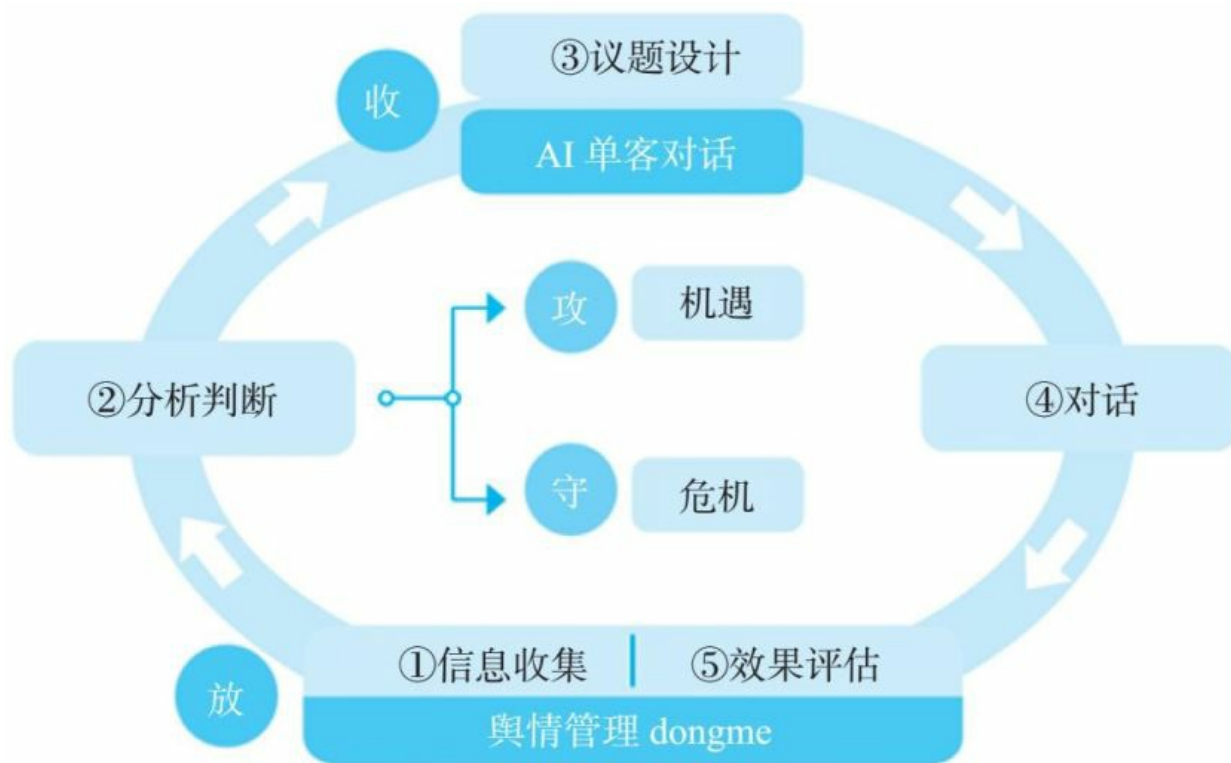 ③议题设计
收
AI 单客对话
攻
机遇
②分析判断
④对话
守
危机
①信息收集
⑤效果评估
放
舆情管理 dongme